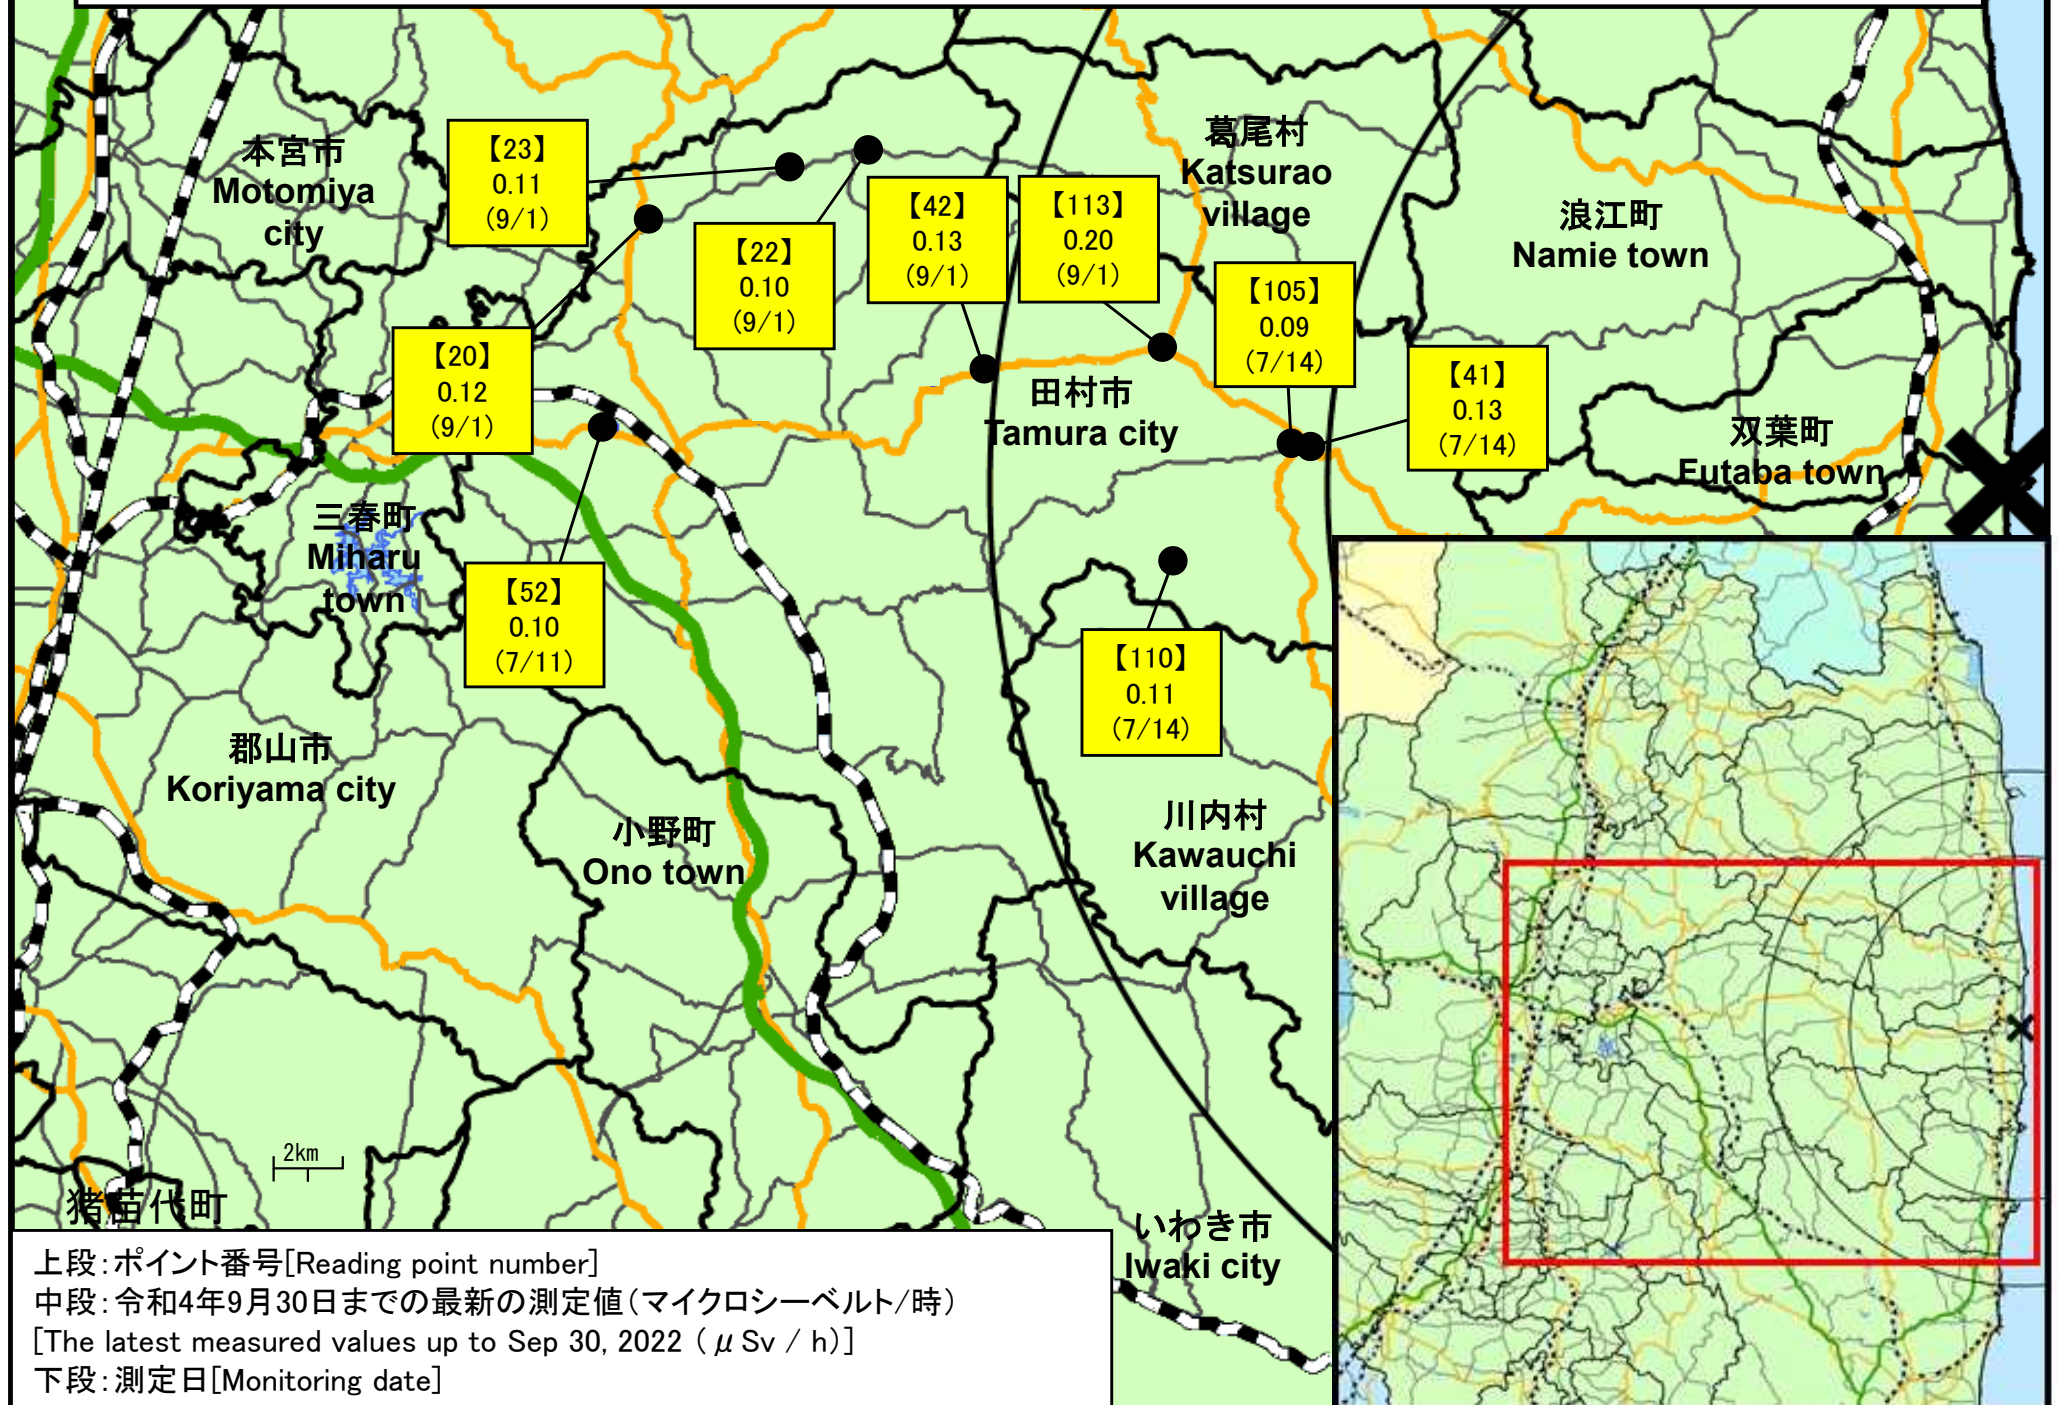 本宮市
Motomiya
city
【23】
0.11
(9/1)
【22】
0.10
(9/1)
【42】
0.13
(9/1)
【113】
0.20
(9/1)
葛尾村
Katsurao
village
浪江町
Namie town
【105】
0.09
(7/14)
【20】
0.12
(9/1)
田村市
Tamura city
【41】
0.13
(7/14)
双葉町
Futaba town
三春町
Miharu
town
【52】
0.10
(7/11)
【110】
0.11
(7/14)
郡山市
Koriyama city
小野町
Ono town
川内村
Kawauchi
village
2km
猪苗代町
いわき市
Iwaki city
上段：ポイント番号[Reading point number]
中段：令和4年9月30日までの最新の測定値（マイクロシーベルト/時）
[The latest measured values up to Sep 30, 2022 （μ Sv / h）]
下段：測定日[Monitoring date]